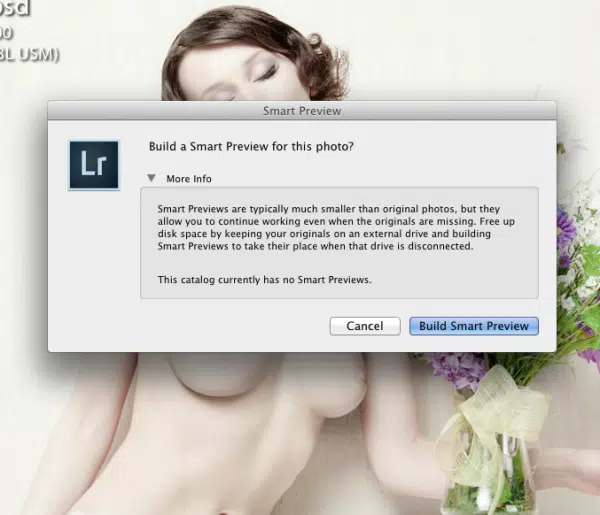 osd
00
8L USM)
Smart Preview
Lr
Build a Smart Preview for this photo?
More Info
Smart Previews are typically much smaller than original photos, but they
allow you to continue working even when the originals are missing. Free up
disk space by keeping your originals on an external drive and building
Smart Previews to take their place when that drive is disconnected.
This catalog currently has no Smart Previews.
Cancel Build Smart Preview